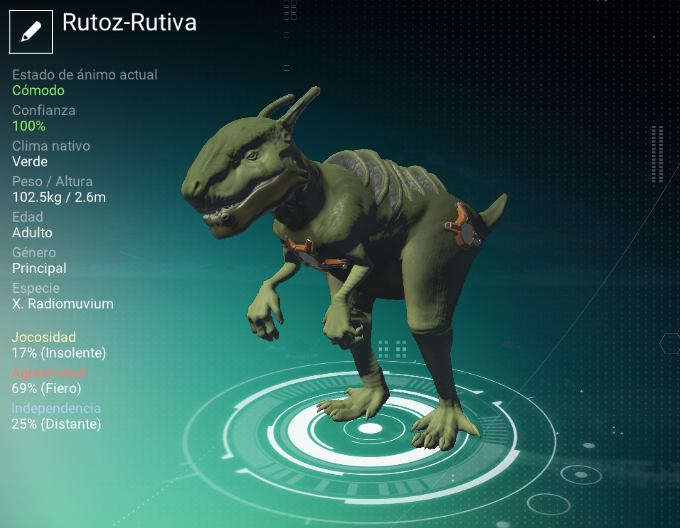 Rutoz-Rutiva
Estado de ánimo actual
Cómodo
Confianza
100%
Clima nativo
Verde
Peso / Altura
102.5kg / 2.6m
Edad
Adulto
Género
Principal
Especie
X. Radiomuvium
Jocosidad
17% (Insolente)
Agresividad
69% (Fiero)
Independencia
25% (Distante)